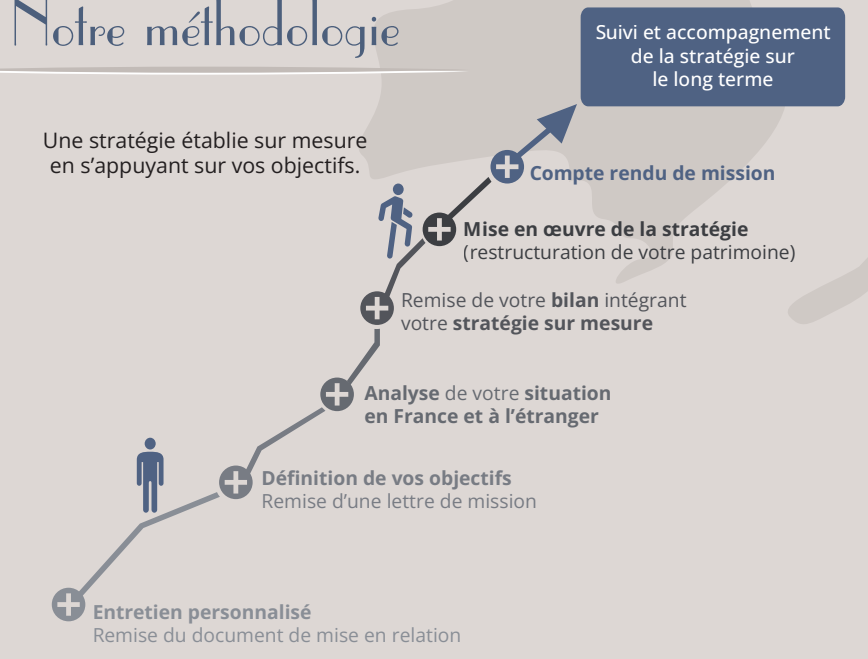 Notre méthodologie
Suivi et accompagnement
de la stratégie sur
le long terme
Une stratégie établie sur mesure
en s’appuyant sur vos objectifs.
Compte rendu de mission
Mise en œuvre de la stratégie
(restructuration de votre patrimoine)
Remise de votre bilan intégrant
votre stratégie sur mesure
Analyse de votre situation
en France et à l’étranger
Définition de vos objectifs
Remise d’une lettre de mission
Entretien personnalisé
Remise du document de mise en relation